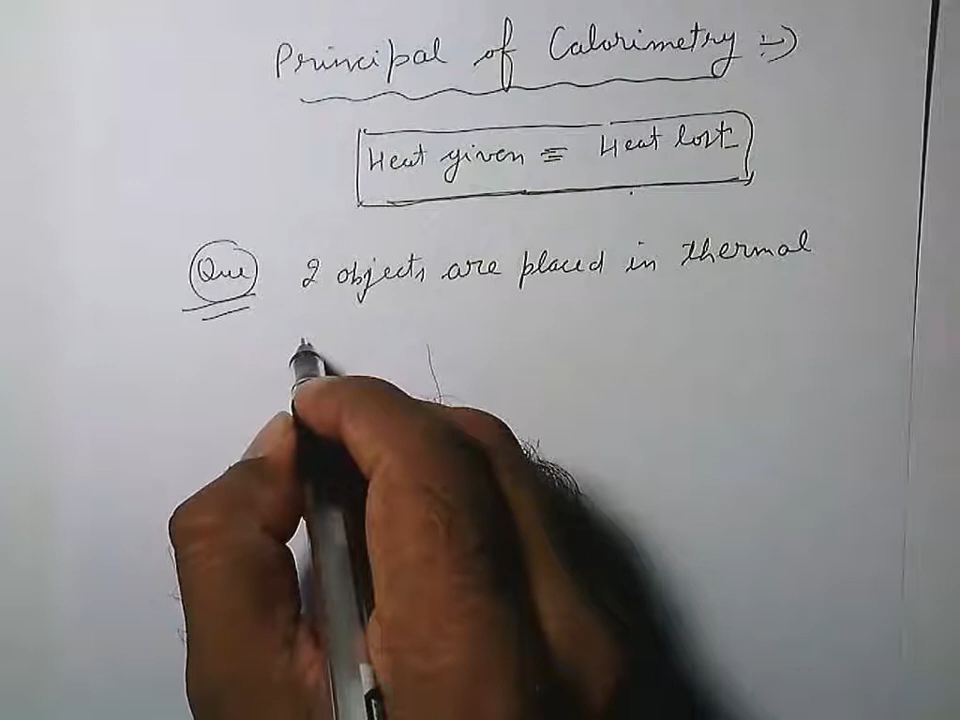 Principal of Calorimetry :-)
Heat given = Heat lost
Que 2 objects are placed in thermal